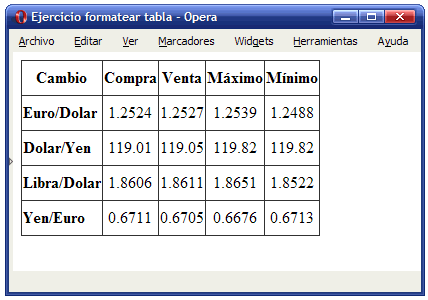 Ejercicio formatear tabla - Opera
Archivo Editar Ver Marcadores Widgets Herramientas Ayuda
Cambio Compra Venta Máximo Mínimo
Euro/Dolar 1.2524 1.2527 1.2539 1.2488
Dolar/Yen 119.01 119.05 119.82 119.82
Libra/Dolar 1.8606 1.8611 1.8651 1.8522
Yen/Euro 0.6711 0.6705 0.6676 0.6713